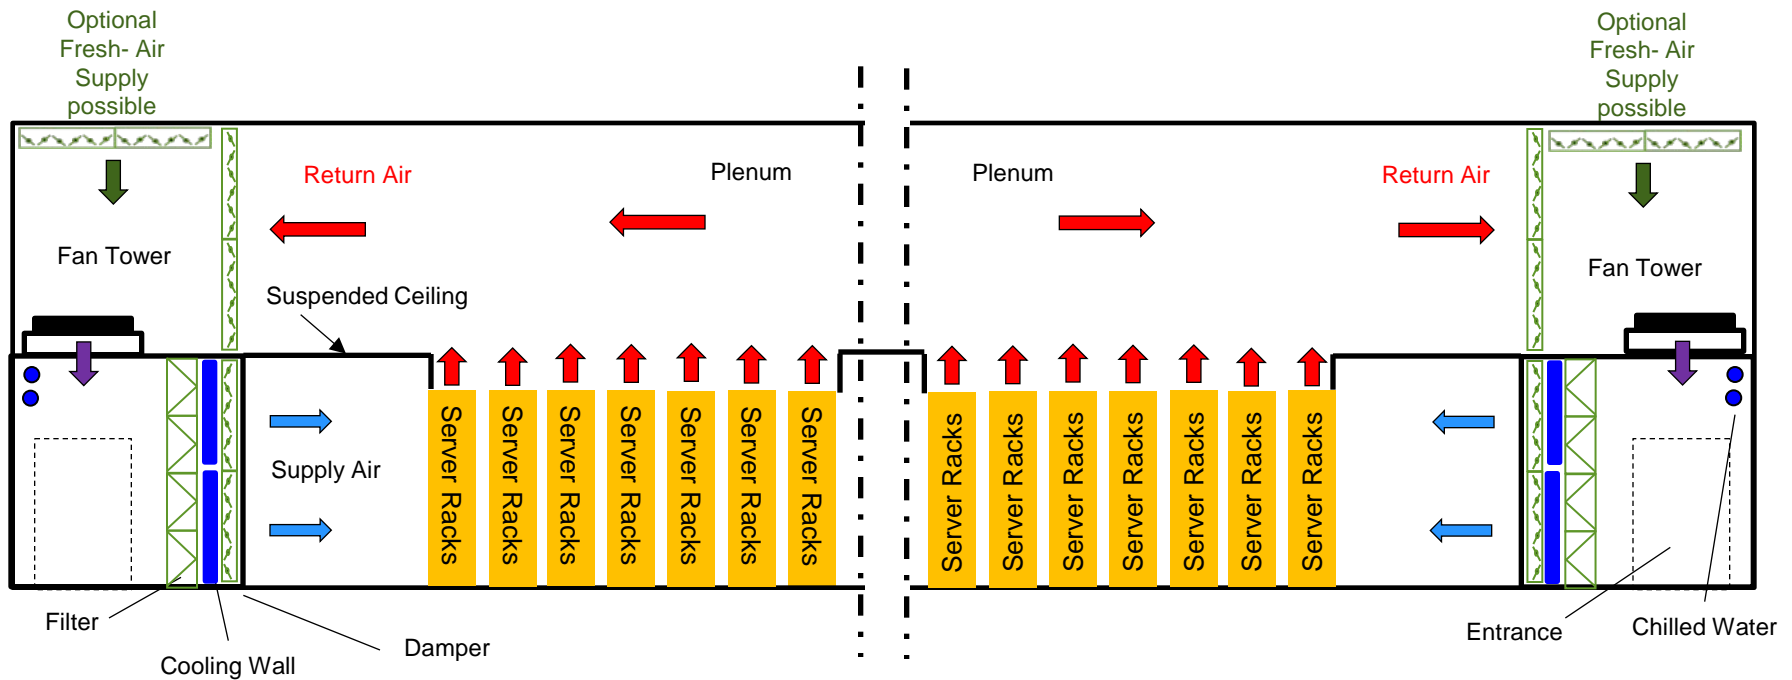 Optional
Fresh- Air
Supply
possible
Optional
Fresh- Air
Supply
possible
Return Air
Plenum
Plenum
Return Air
Fan Tower
Fan Tower
Suspended Ceiling
Supply Air
Server Racks
Server Racks
Server Racks
Server Racks
Server Racks
Server Racks
Server Racks
Server Racks
Server Racks
Server Racks
Server Racks
Server Racks
Server Racks
Server Racks
Filter
Cooling Wall
Damper
Entrance
Chilled Water